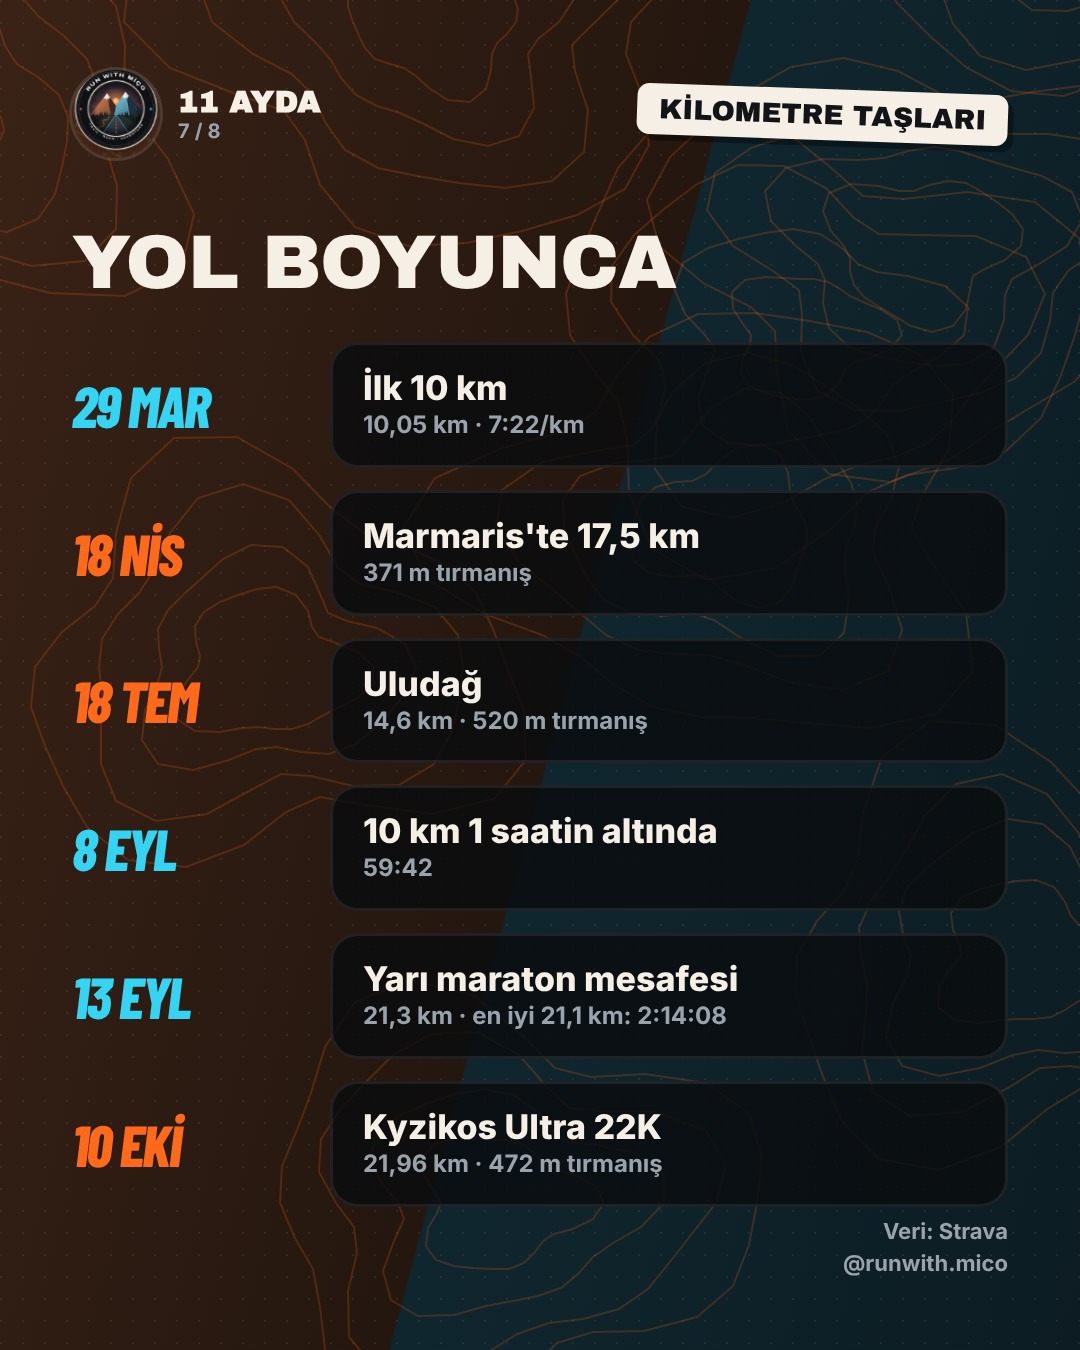 RUN WITH MİCO
11 AYDA
7 / 8
KİLOMETRE TAŞLARI
YOL BOYUNCA
29 MAR
İlk 10 km
10,05 km · 7:22/km
18 NİS
Marmaris'te 17,5 km
371 m tırmanış
18 TEM
Uludağ
14,6 km · 520 m tırmanış
8 EYL
10 km 1 saatin altında
59:42
13 EYL
Yarı maraton mesafesi
21,3 km · en iyi 21,1 km: 2:14:08
10 EKİ
Kyzikos Ultra 22K
21,96 km · 472 m tırmanış
Veri: Strava
@runwith.mico